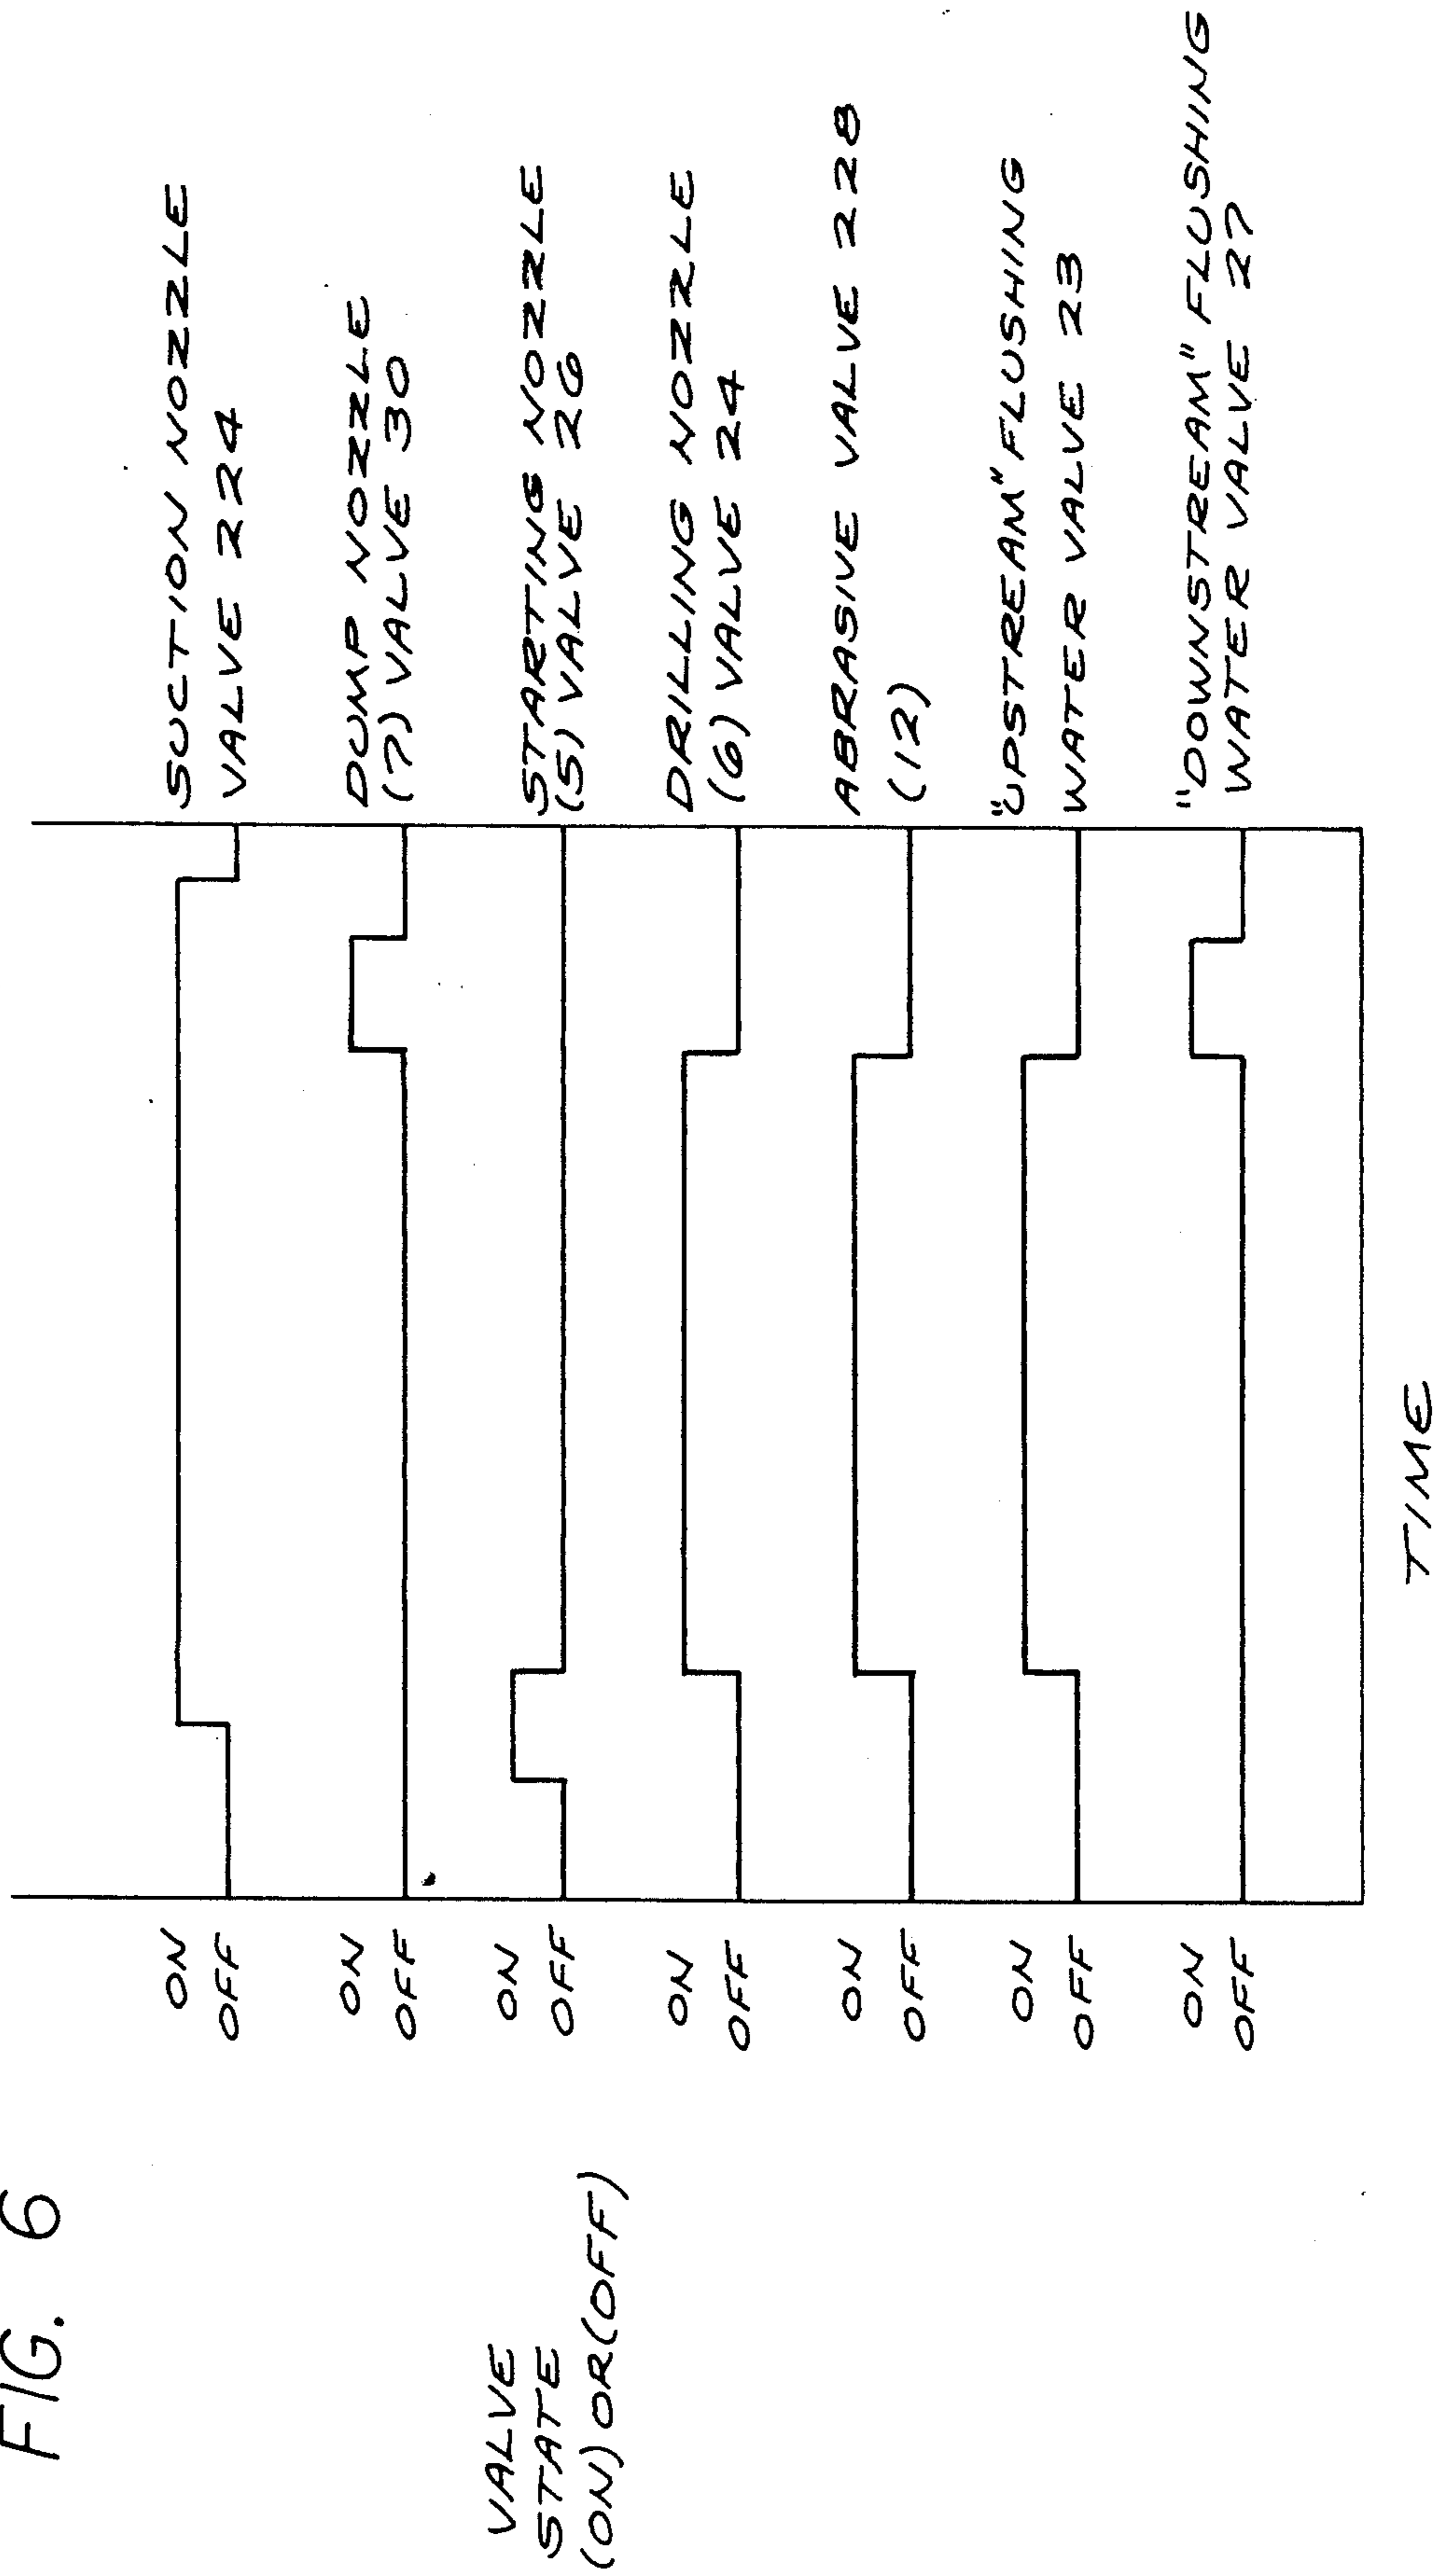 FIG. 6
VALVE
STATE
(ON) OR (OFF)
ON
OFF
SUCTION NOZZLE
VALVE 224
ON
OFF
DUMP NOZZLE
(7) VALVE 30
ON
OFF
STARTING NOZZLE
(5) VALVE 26
ON
OFF
DRILLING NOZZLE
(6) VALVE 24
ON
OFF
ABRASIVE VALVE 228
(12)
ON
OFF
"UPSTREAM" FLUSHING
WATER VALVE 23
ON
OFF
"DOWNSTREAM" FLUSHING
WATER VALVE 27
TIME